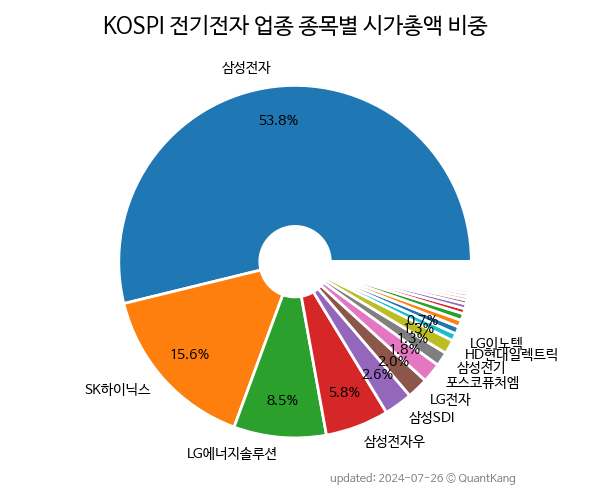 KOSPI 전기전자 업종 종목별 시가총액 비중
삼성전자
53.8%
15.6%
SK하이닉스
8.5%
LG에너지솔루션
5.8%
삼성전자우
2.6%
삼성SDI
2.0%
LG전자
1.8%
포스코퓨처엠
1.3%
삼성전기
1.3%
HD현대일렉트릭
0.7%
LG이노텍
updated: 2024-07-26 © QuantKang